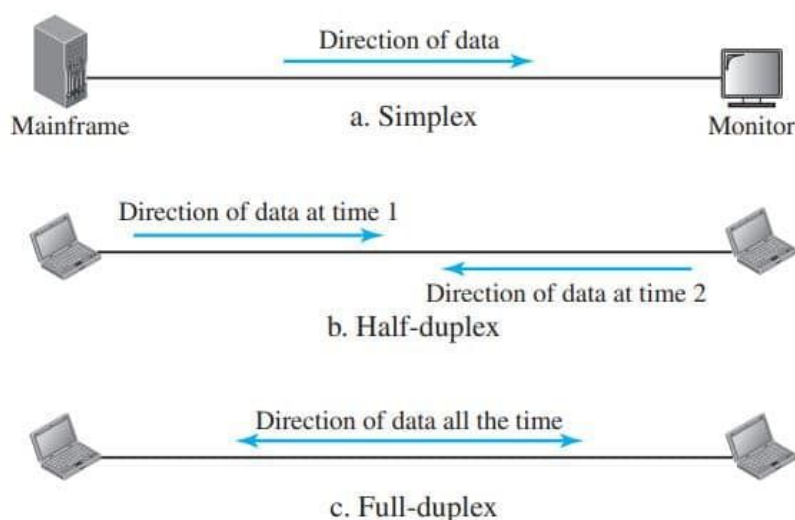 Direction of data
Mainframe
a. Simplex
Monitor
Direction of data at time 1
Direction of data at time 2
b. Half-duplex
Direction of data all the time
c. Full-duplex